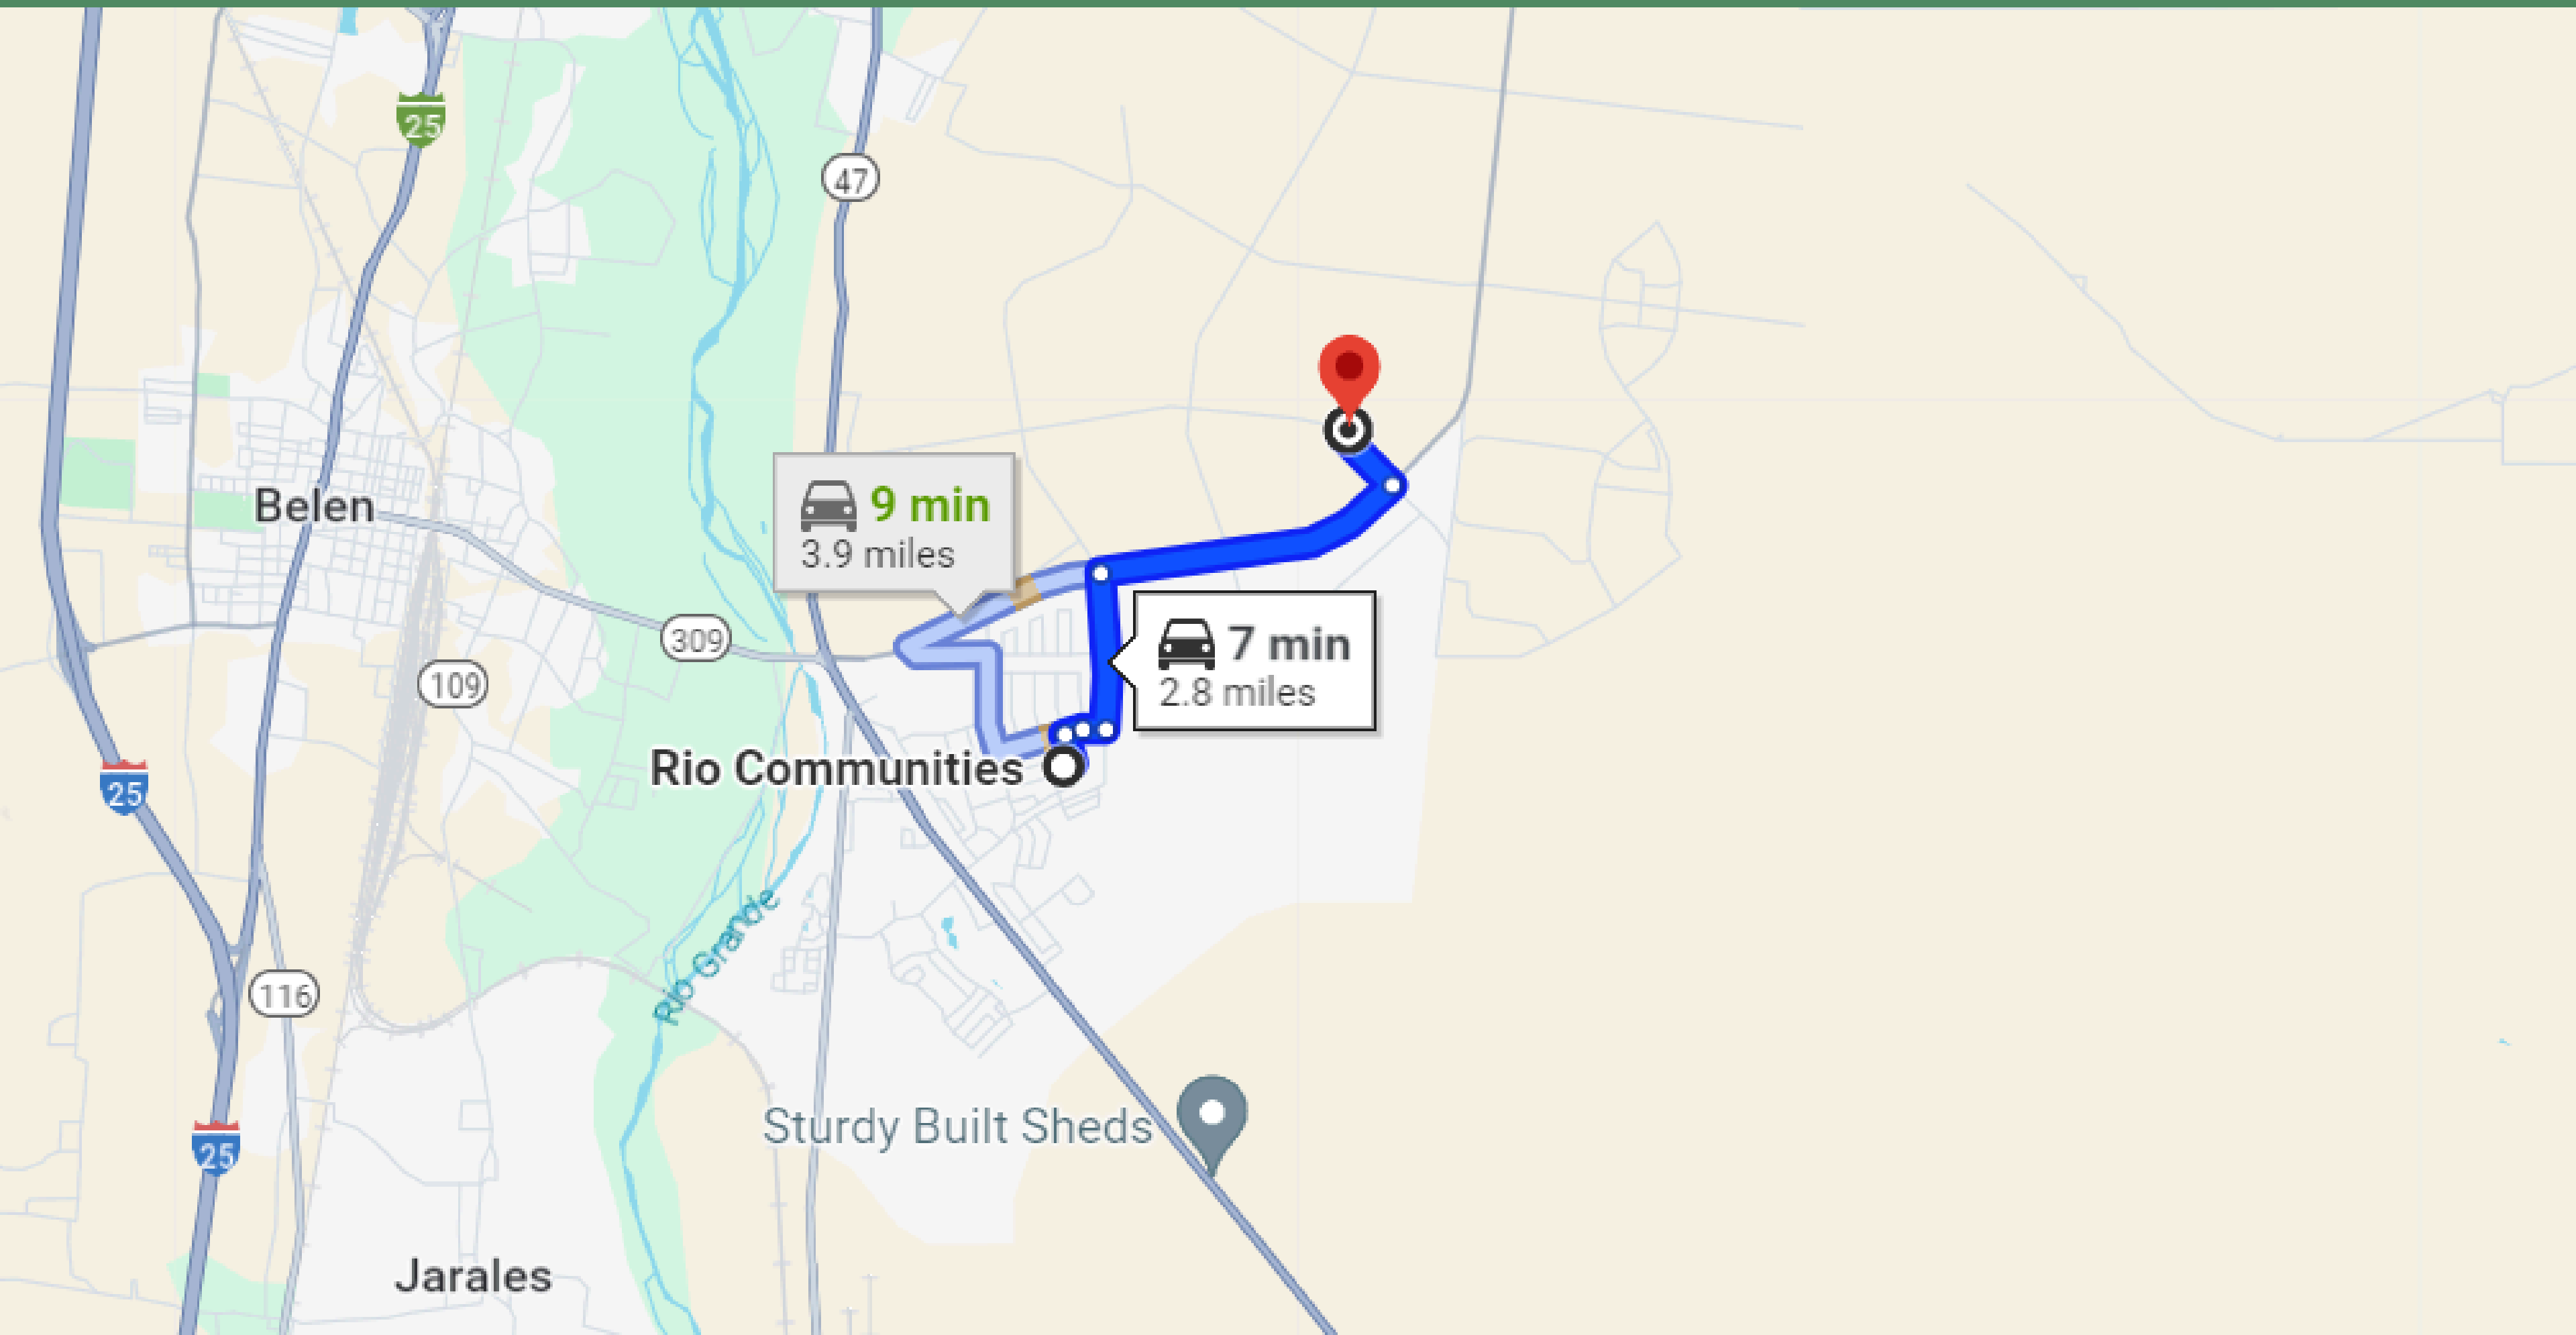 25
47
9 min
3.9 miles
Belen
309
7 min
2.8 miles
109
Rio Communities
25
Rio Grande
116
Sturdy Built Sheds
25
Jarales